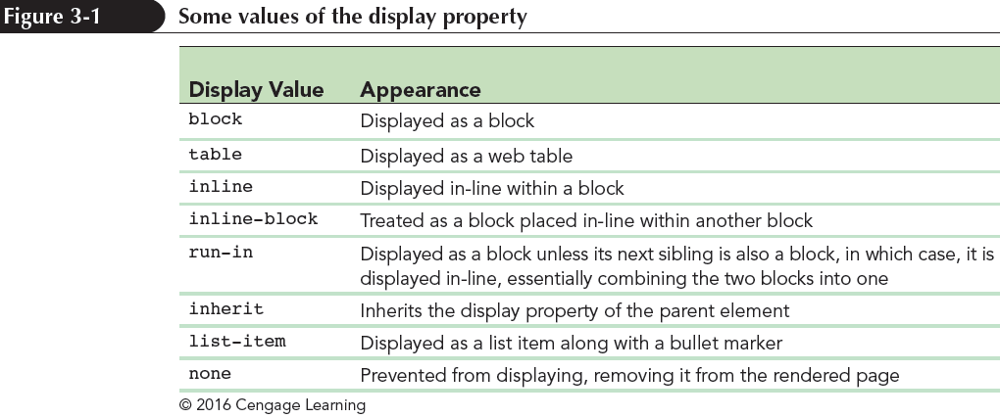 Figure 3-1 Some values of the display property
Display Value Appearance
block Displayed as a block
table Displayed as a web table
inline Displayed in-line within a block
inline-block Treated as a block placed in-line within another block
run-in Displayed as a block unless its next sibling is also a block, in which case, it is
displayed in-line, essentially combining the two blocks into one
inherit Inherits the display property of the parent element
list-item Displayed as a list item along with a bullet marker
none Prevented from displaying, removing it from the rendered page
© 2016 Cengage Learning